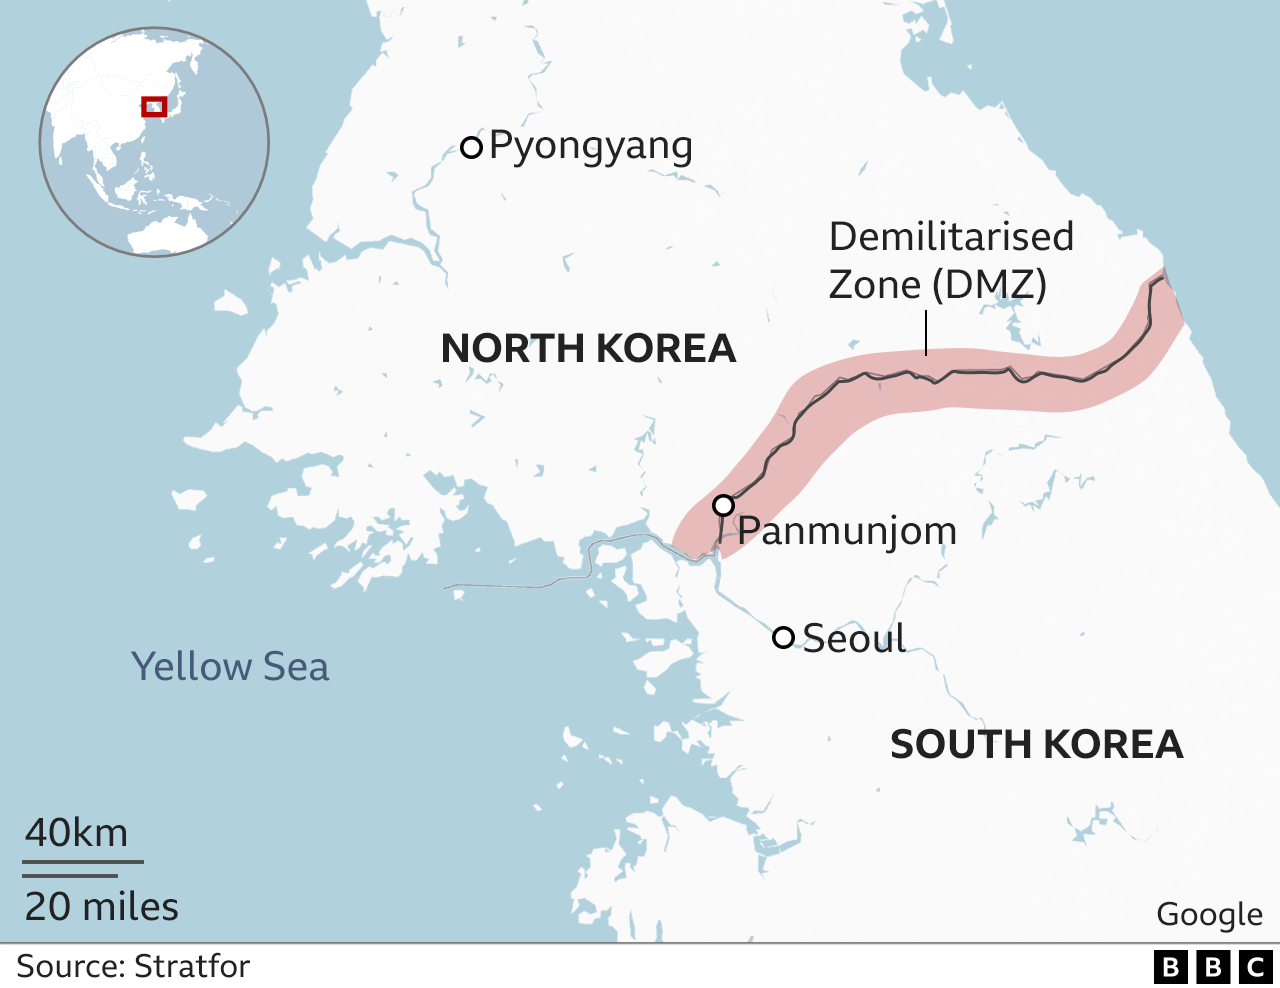 Pyongyang
Demilitarised
Zone (DMZ)
NORTH KOREA
Panmunjom
Seoul
Yellow Sea
SOUTH KOREA
40km
20 miles
Google
Source: Stratfor
BBC